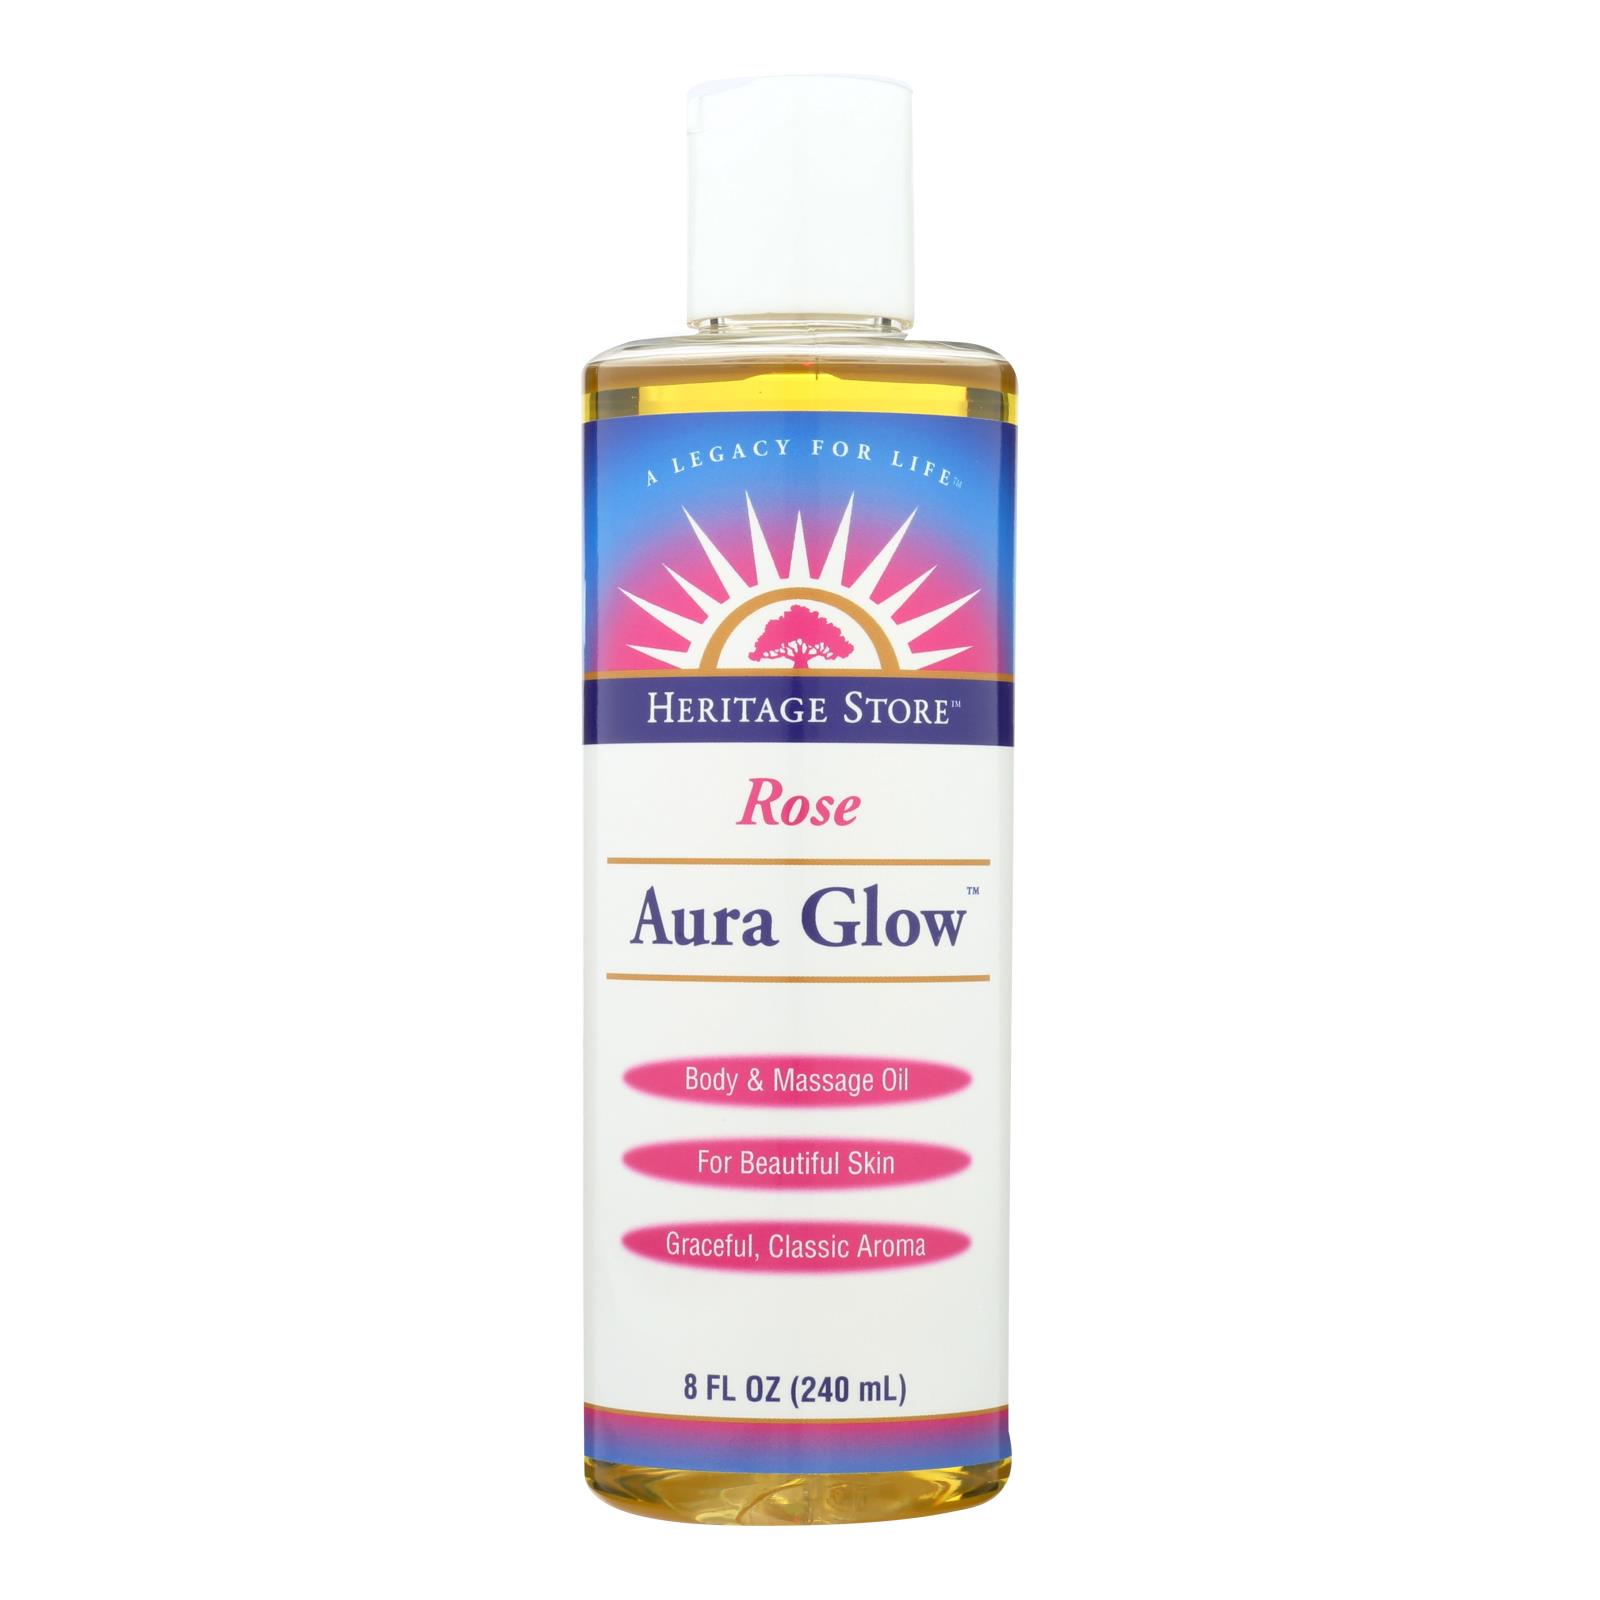 A LEGACY FOR LIFE™
HERITAGE STORE™
Rose
Aura Glow™
Body & Massage Oil
For Beautiful Skin
Graceful, Classic Aroma
8 FL OZ (240 mL)